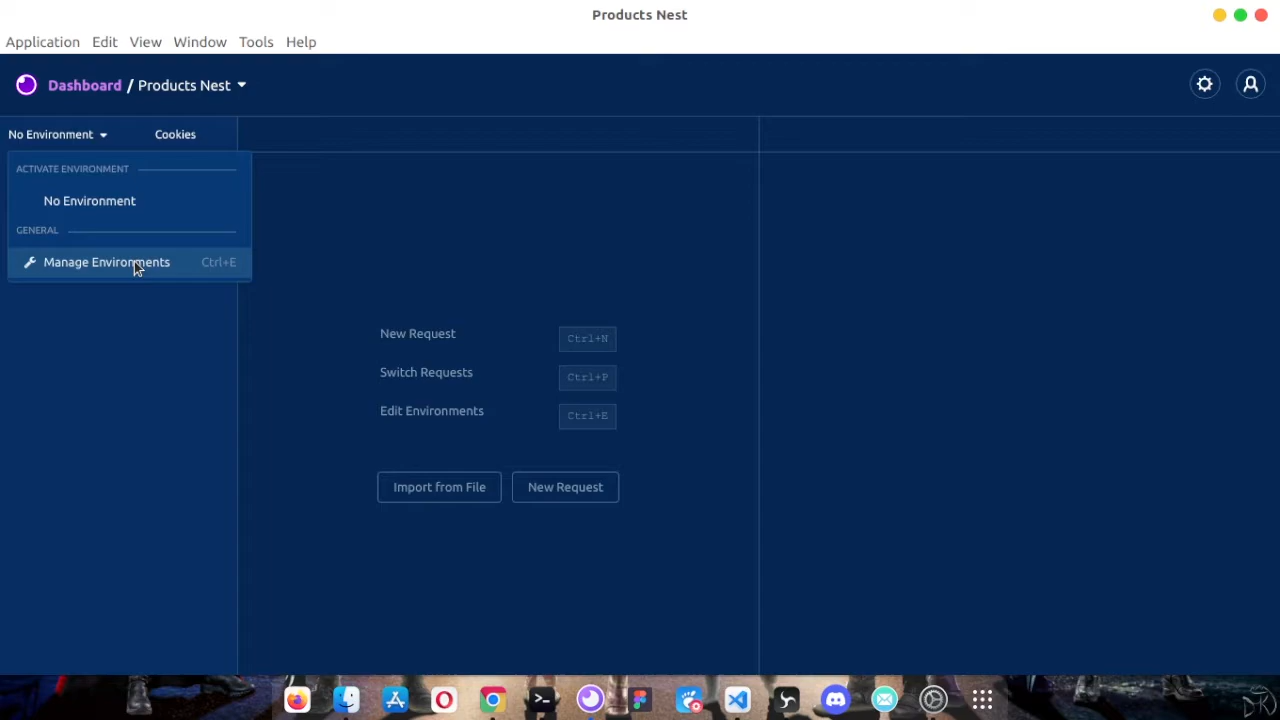 Products Nest
Application Edit View Window Tools Help
Dashboard / Products Nest
No Environment Cookies
ACTIVATE ENVIRONMENT
No Environment
GENERAL
Manage Environments Ctrl+E
New Request Ctrl+N
Switch Requests Ctrl+P
Edit Environments Ctrl+E
Import from File New Request